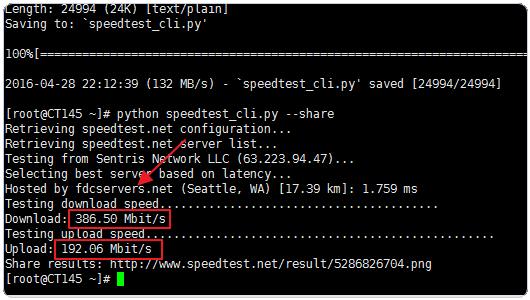 Length: 24994 (24K) [text/plain]
Saving to: `speedtest_cli.py'
100%[=====================================================================
2016-04-28 22:12:39 (132 MB/s) - `speedtest_cli.py' saved [24994/24994]
[root@CT145 ~]# python speedtest_cli.py --share
Retrieving speedtest.net configuration...
Retrieving speedtest.net server list...
Testing from Sentris Network LLC (63.223.94.47)...
Selecting best server based on latency...
Hosted by fdcservers.net (Seattle, WA) [17.39 km]: 1.759 ms
Testing download speed........................................
Download: 386.50 Mbit/s
Testing upload speed..................................................
Upload: 192.06 Mbit/s
Share results: http://www.speedtest.net/result/5286826704.png
[root@CT145 ~]#